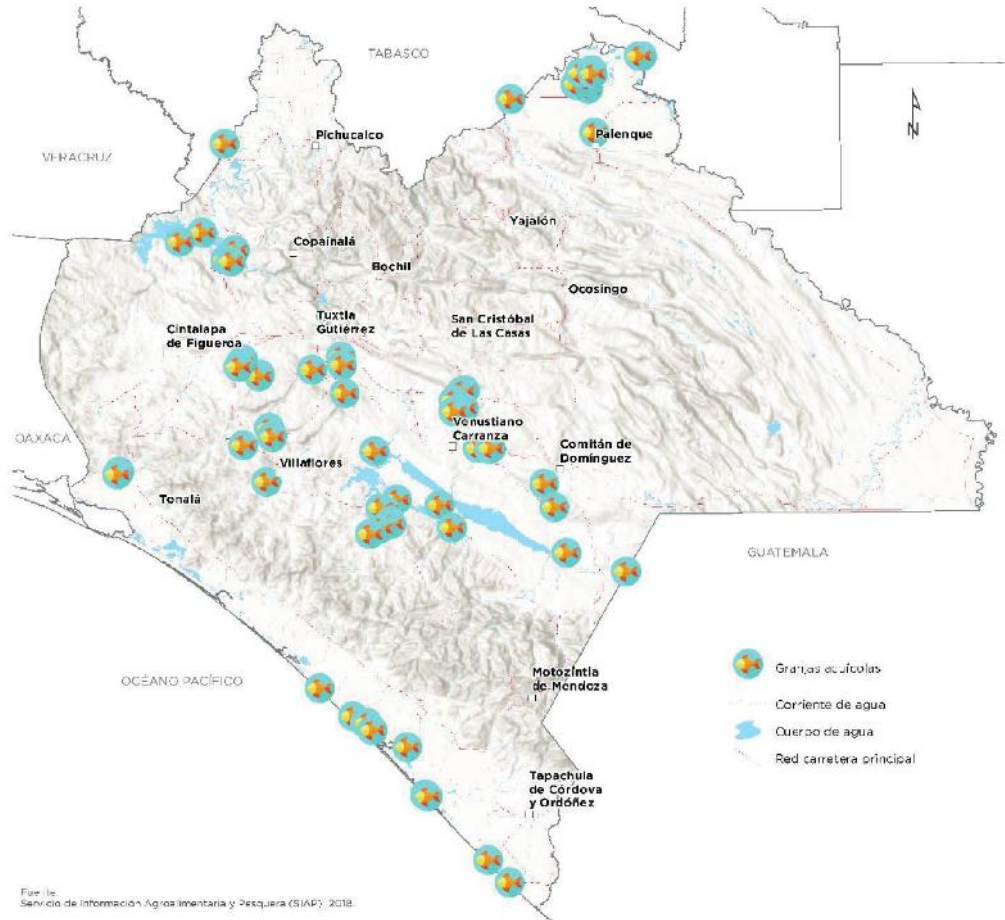 TABASCO
Pichucalco
Palenque
VERACRUZ
N
Yajalón
Copainalá
Bochil
Ocosingo
Tuxtla
Gutiérrez
San Cristóbal
de Las Casas
Cintalapa
de Figueroa
Venustiano
Carranza
OAXACA
Comitán de
Domínguez
Villaflores
Tonalá
GUATEMALA
Granjas acuícolas
OCÉANO PACÍFICO
Motozintla
de Mendoza
Corriente de agua
Cuerpo de agua
Red carretera principal
Tapachula
de Córdova
y Ordóñez
Fuente:
Servicio de Información Agroalimentaria y Pesquera (SIAP) 2018.